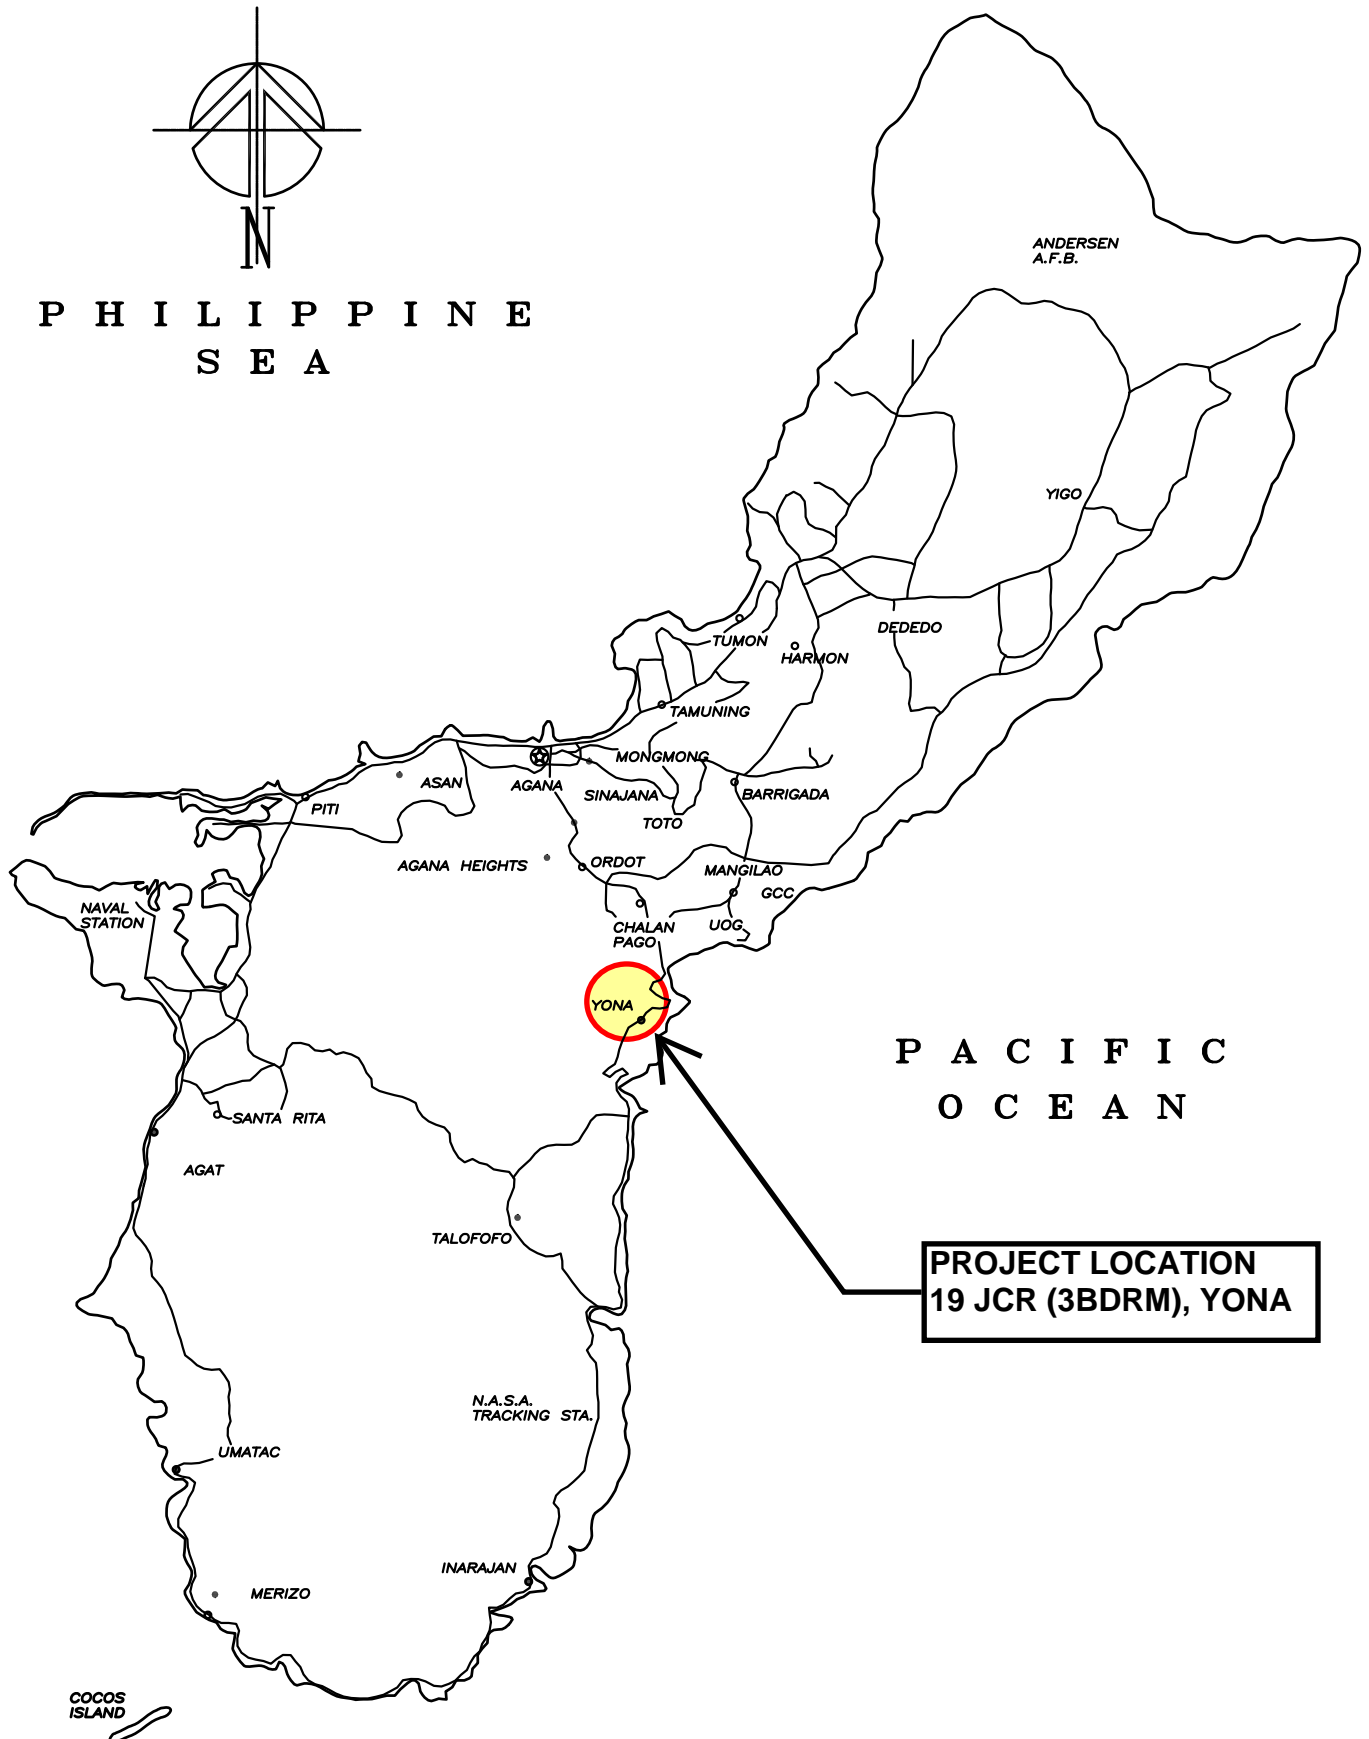 N
PHILIPPINE
SEA
ANDERSEN
A.F.B.
YIGO
DEDEDO
TUMON
HARMON
TAMUNING
MONGMONG
ASAN
AGANA
SINAJANA
BARRIGADA
PITI
TOTO
AGANA HEIGHTS
ORDOT
MANGILAO
GCC
NAVAL
STATION
CHALAN
PAGO
UOG
YONA
PACIFIC
OCEAN
SANTA RITA
AGAT
TALOFOFO
PROJECT LOCATION
19 JCR (3BDRM), YONA
N.A.S.A.
TRACKING STA.
UMATAC
INARAJAN
MERIZO
COCOS
ISLAND